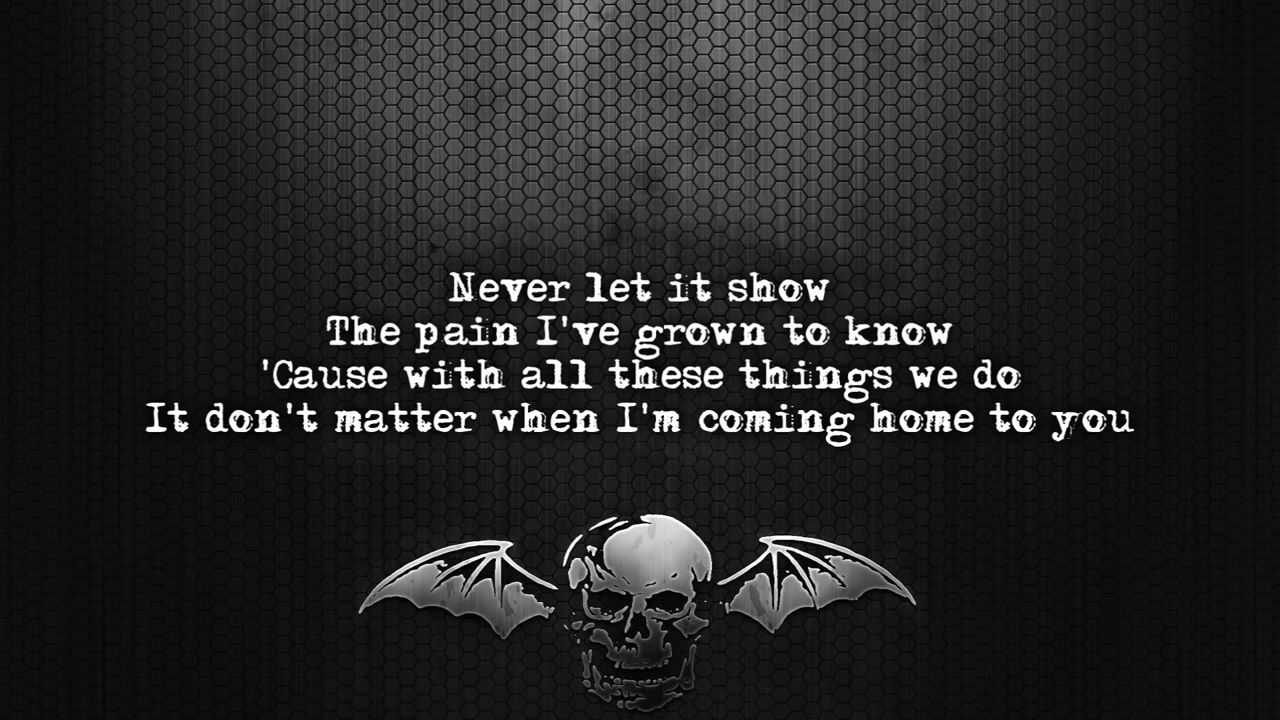 Never let it show
The pain I've grown to know
'Cause with all these things we do
It don't matter when I'm coming home to you